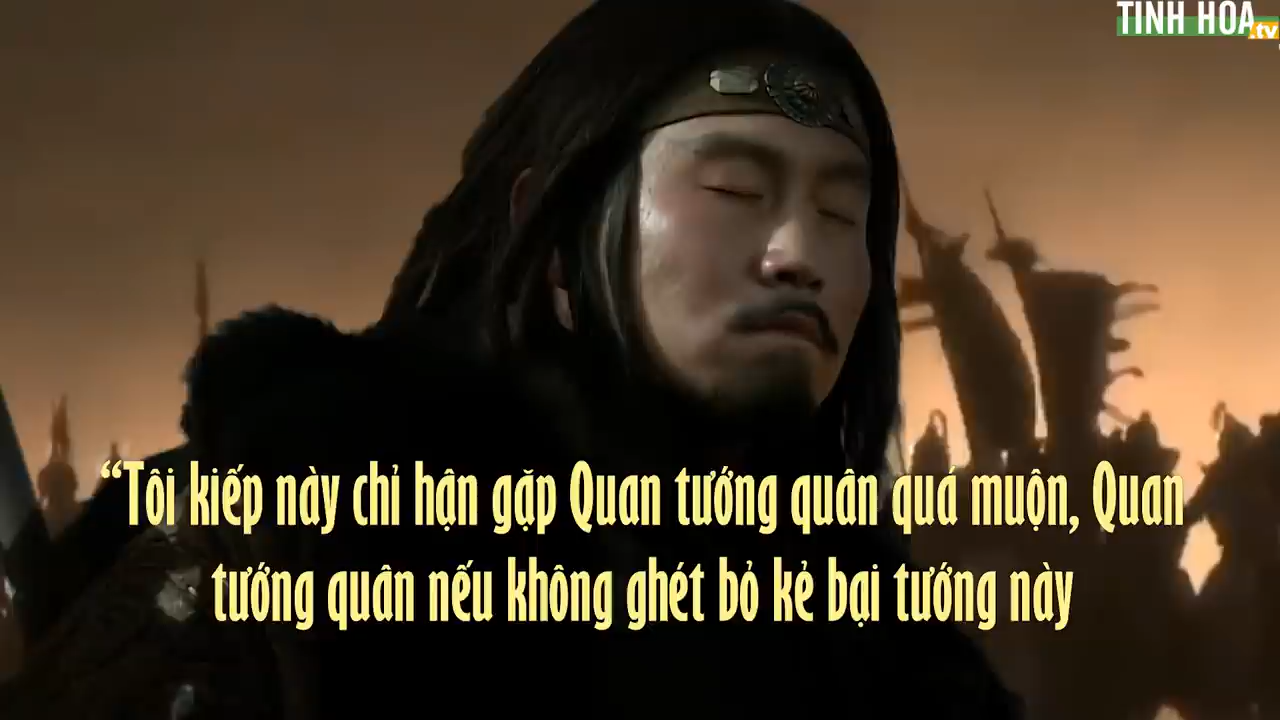 TINH HOA
.tv
“Tôi kiếp này chỉ hận gặp Quan tướng quân quá muộn, Quan
tướng quân nếu không ghét bỏ kẻ bại tướng này